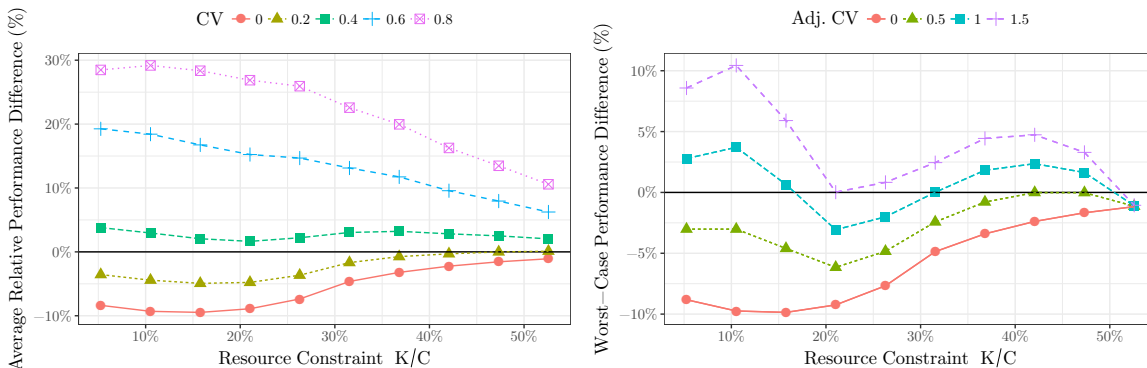 CV 0 0.2 0.4 0.6 0.8
Average Relative Performance Difference (%)
30%
20%
10%
0%
−10%
10% 20% 30% 40% 50%
Resource Constraint K/C
Adj. CV 0 0.5 1 1.5
Worst−Case Performance Difference (%)
10%
5%
0%
−5%
−10%
10% 20% 30% 40% 50%
Resource Constraint K/C